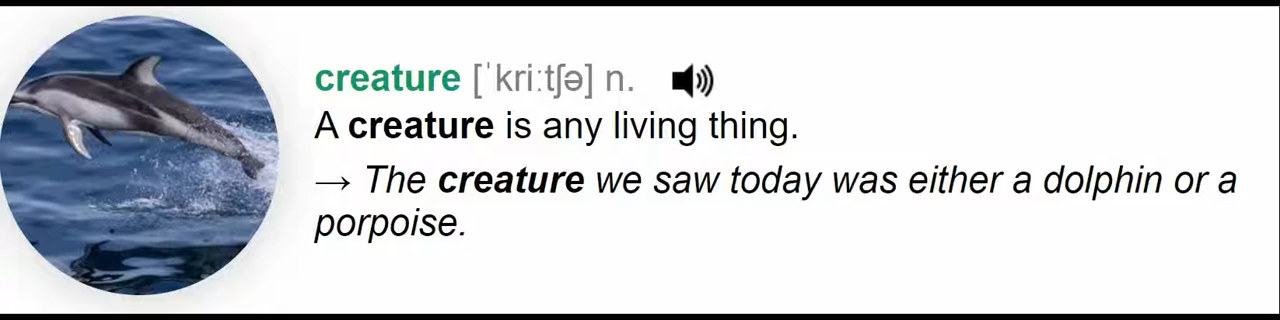 creature [ˈkriːtʃə] n.
A creature is any living thing.
→ The creature we saw today was either a dolphin or a
porpoise.